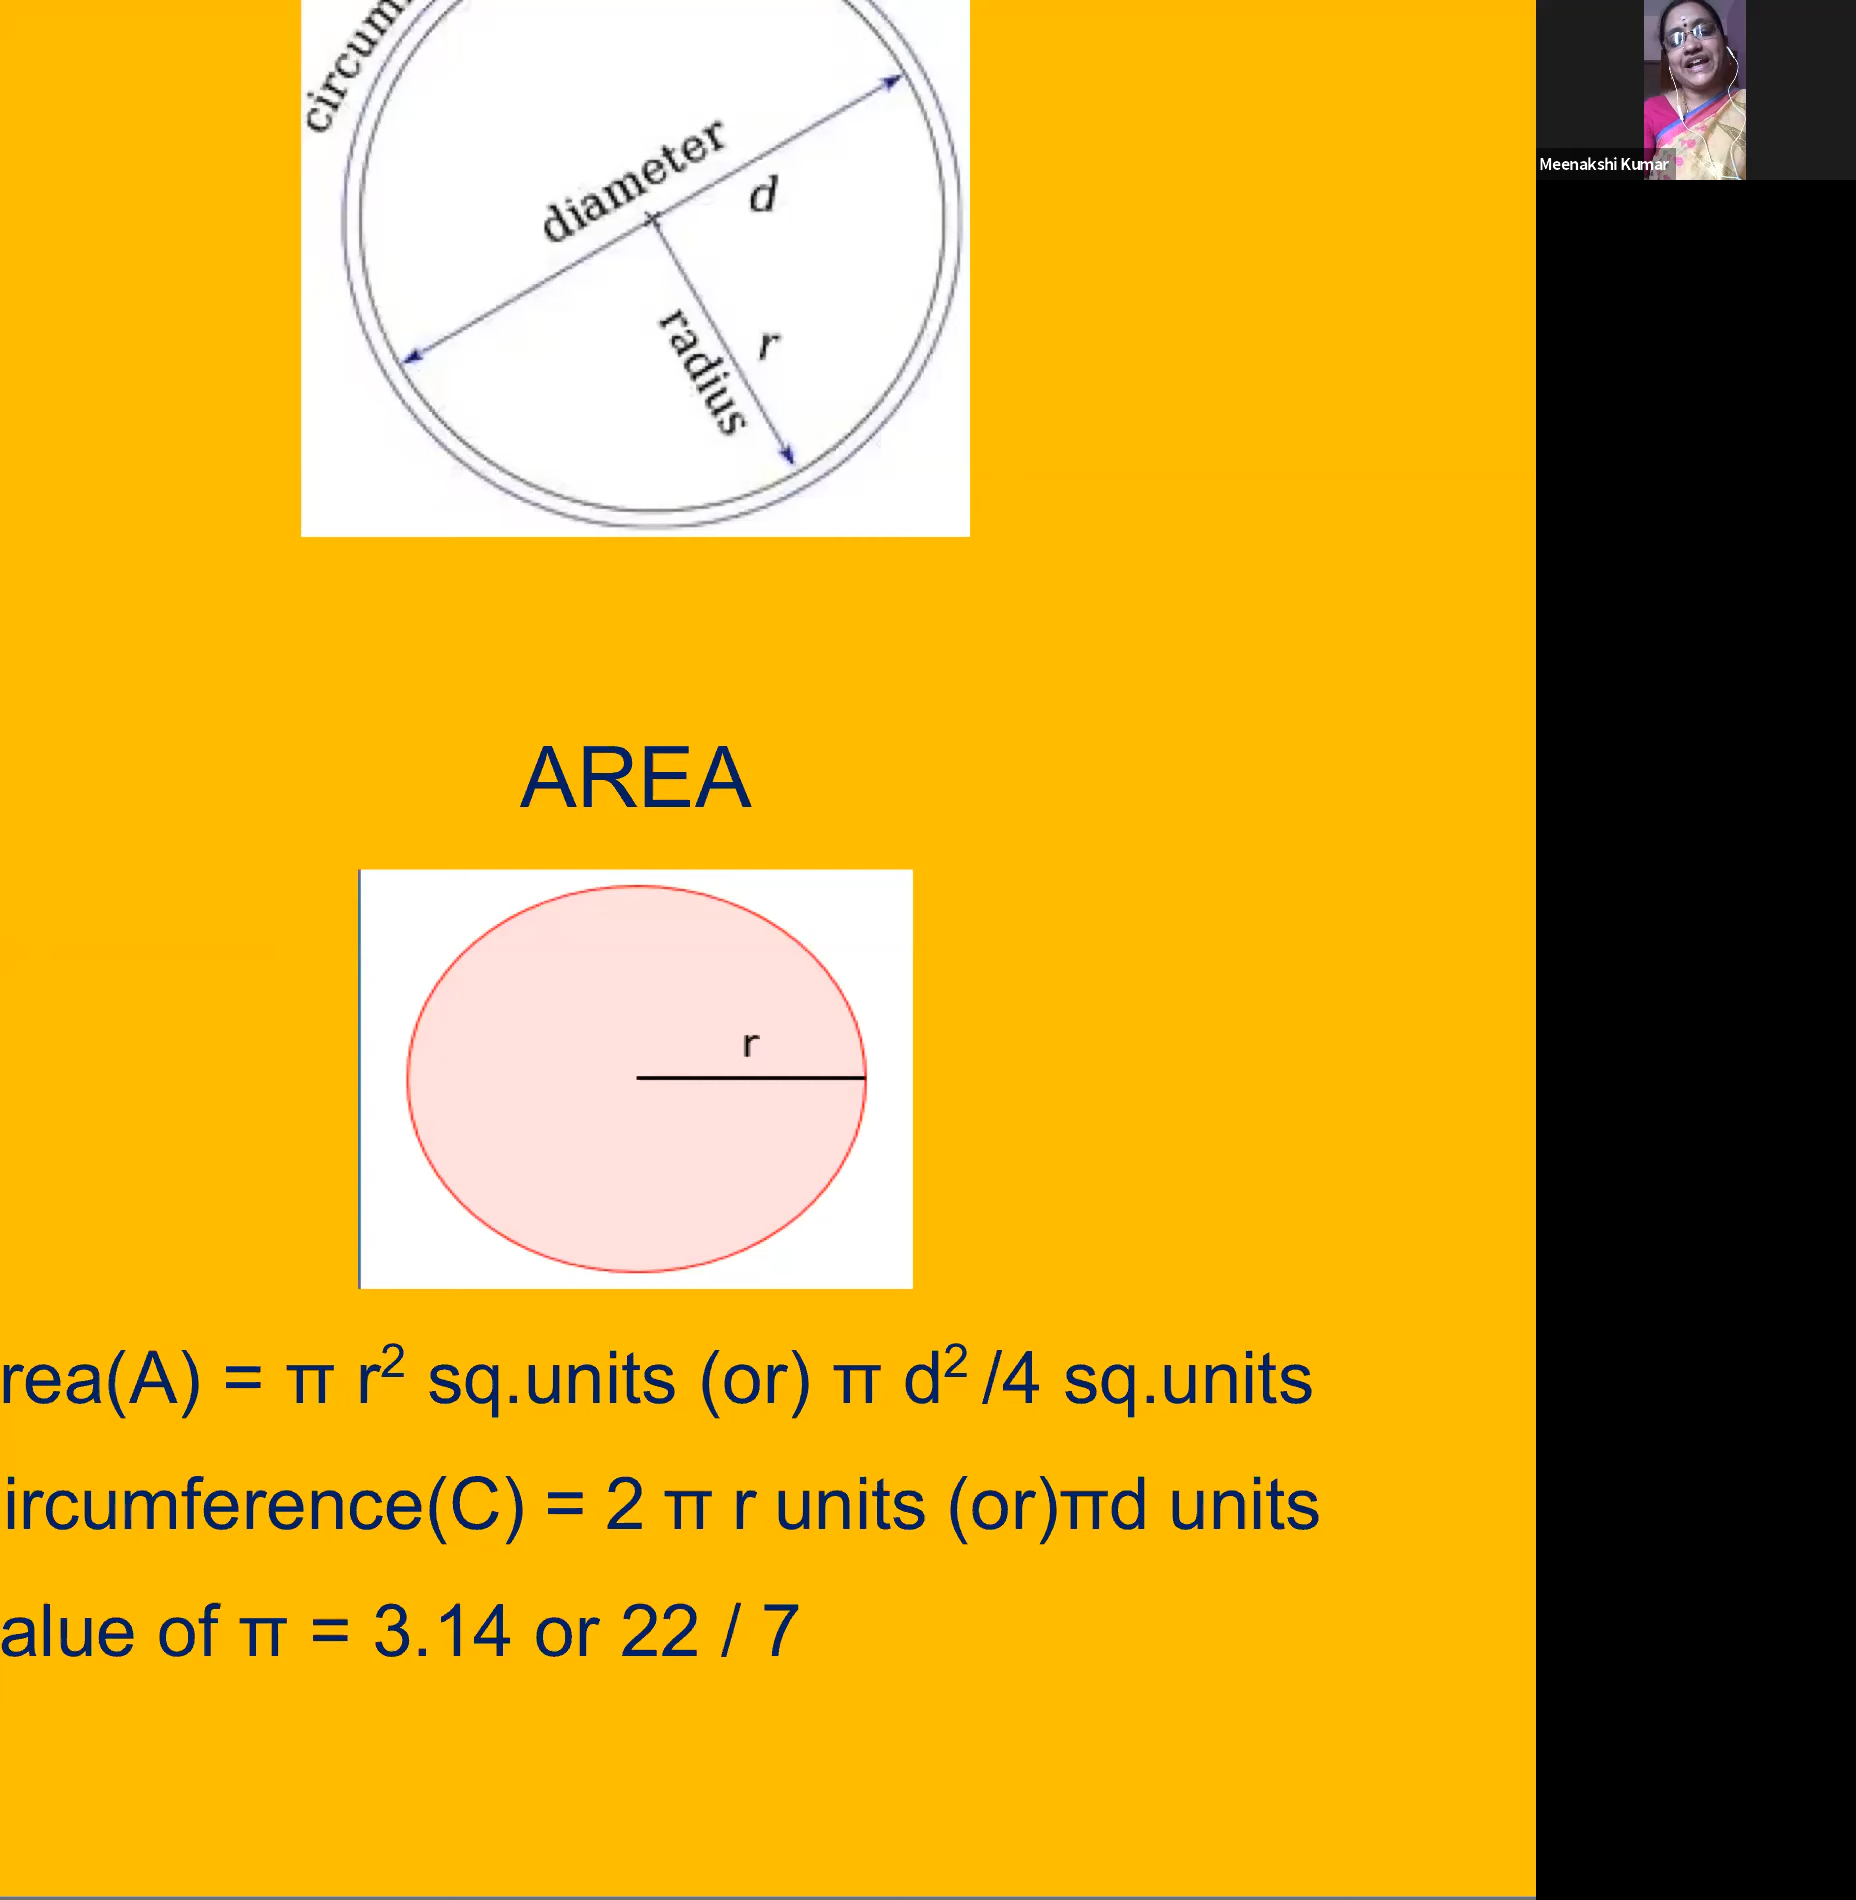 circum
Meenakshi Kumar
diameter
d
radius
r
AREA
r
rea(A) = π r² sq.units (or) π d² /4 sq.units
ircumference(C) = 2 π r units (or)πd units
alue of π = 3.14 or 22 / 7